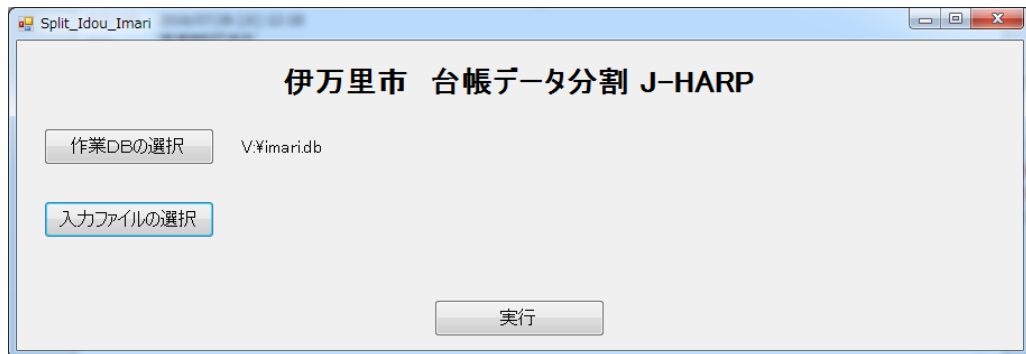 Split_Idou_Imari
伊万里市 台帳データ分割 J-HARP
作業DBの選択 V:¥imari.db
入力ファイルの選択
実行